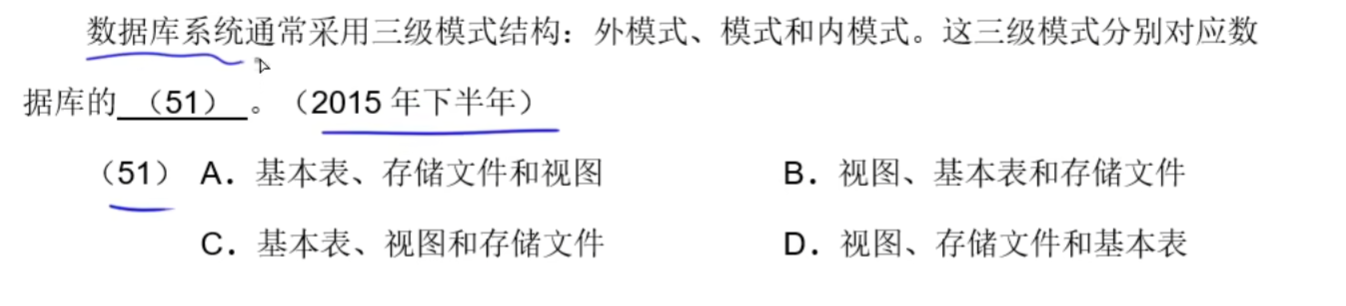 数据库系统通常采用三级模式结构：外模式、模式和内模式。这三级模式分别对应数
据库的 （51） 。（2015 年下半年）
（51） A．基本表、存储文件和视图 B．视图、基本表和存储文件
C．基本表、视图和存储文件 D．视图、存储文件和基本表